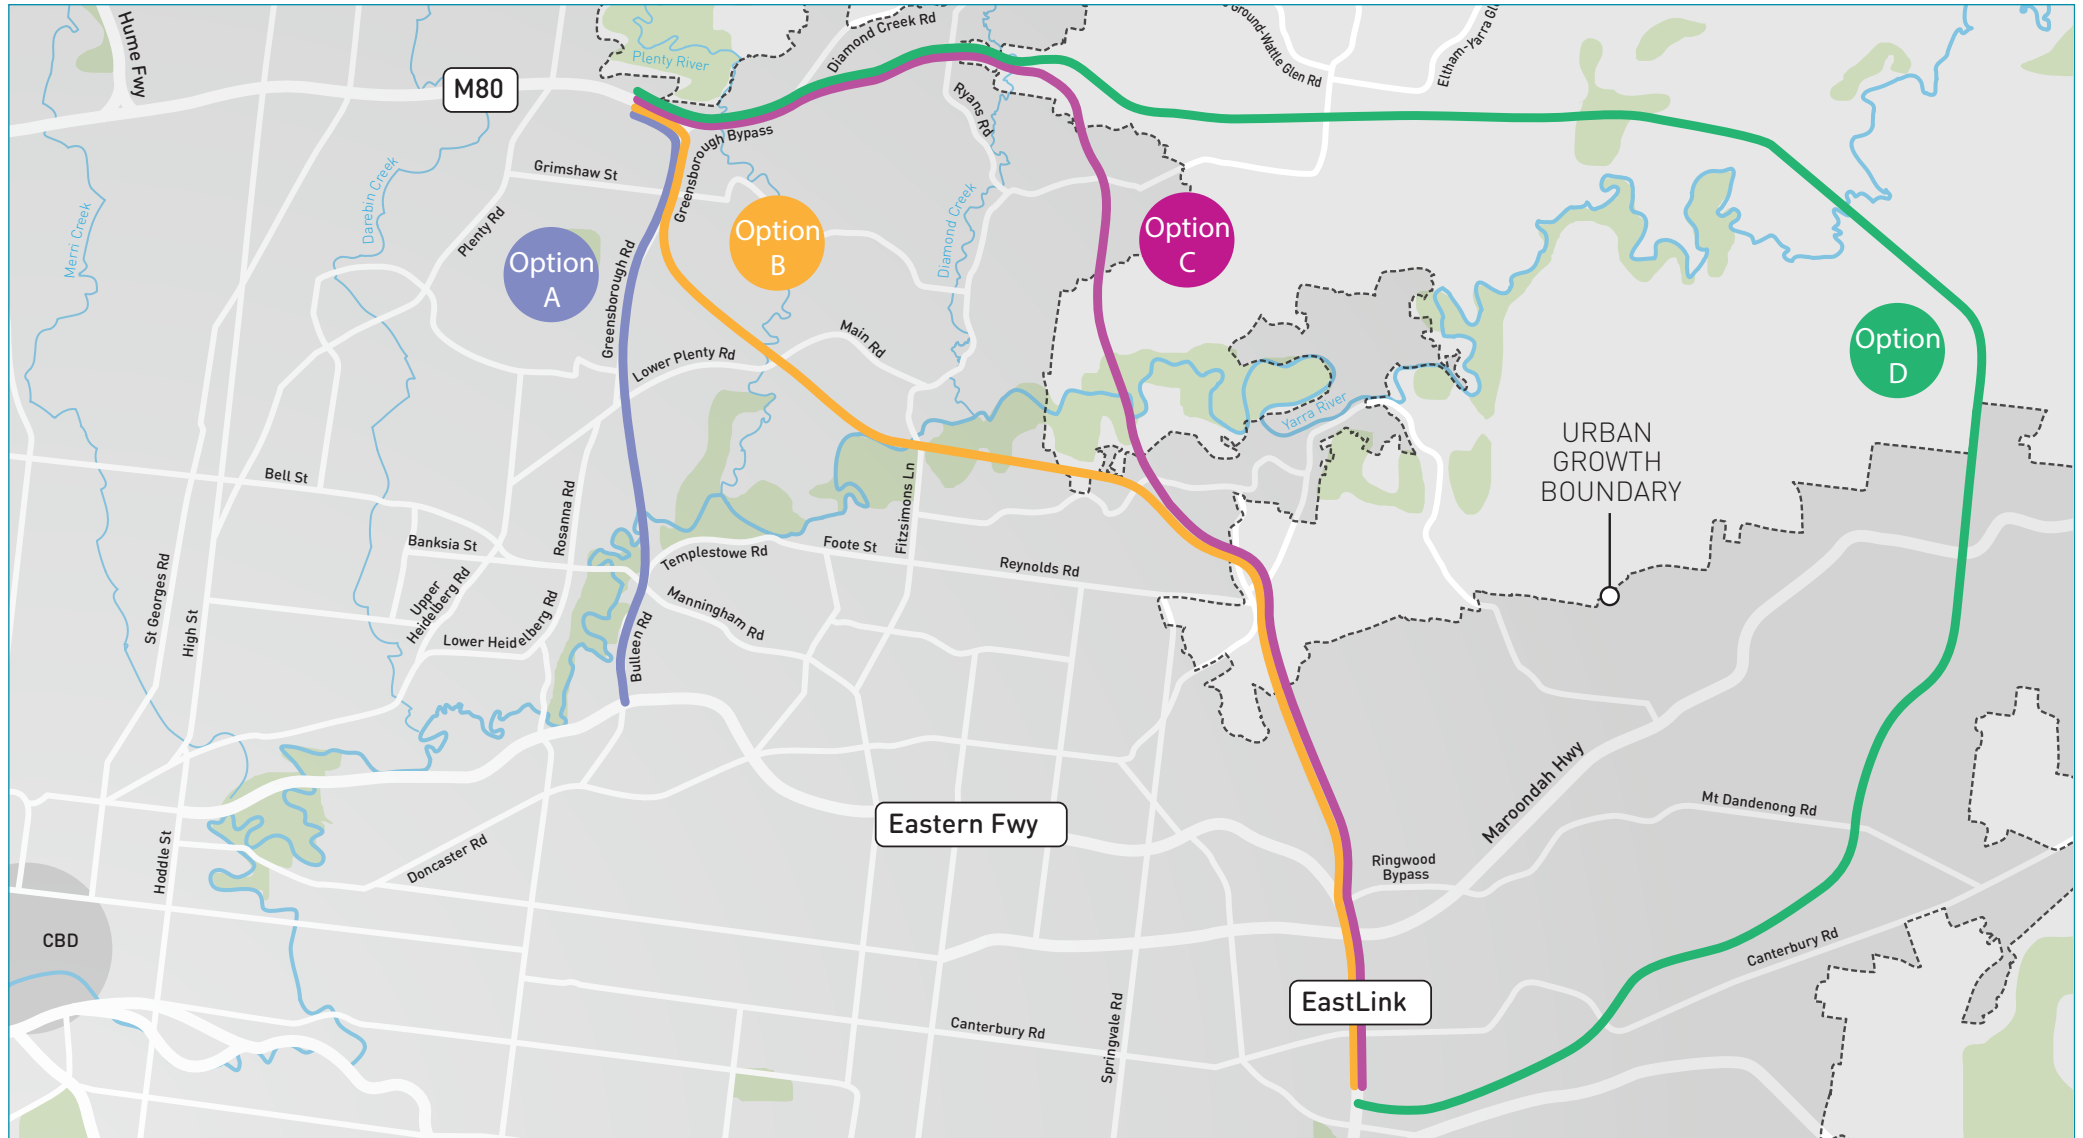 Hume Fwy
M80
Plenty River
Diamond Creek Rd
Ground-Wattle Glen Rd
Ryans Rd
Greensborough Bypass
Grimshaw St
Merri Creek
Darebin Creek
Plenty Rd
Diamond Creek
Option
A
Option
B
Option
C
Option
D
Greensborough Rd
Lower Plenty Rd
Main Rd
Yarra River
URBAN
GROWTH
BOUNDARY
Bell St
Rosanna Rd
Fitzsimons Ln
Banksia St
Templestowe Rd
Foote St
Reynolds Rd
St Georges Rd
High St
Upper
Heidelberg Rd
Lower Heidelberg Rd
Manningham Rd
Bulleen Rd
Eastern Fwy
Maroondah Hwy
Mt Dandenong Rd
Hoddle St
Doncaster Rd
Ringwood
Bypass
CBD
Canterbury Rd
EastLink
Canterbury Rd
Springvale Rd